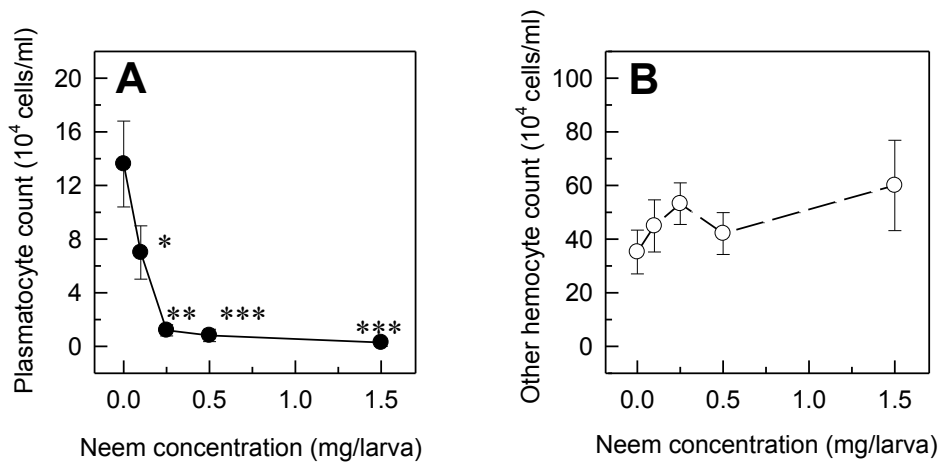 A
Plasmatocyte count (10⁴ cells/ml)
20
16
12
8
4
0
*
**
***
***
0.0 0.5 1.0 1.5
Neem concentration (mg/larva)
B
Other hemocyte count (10⁴ cells/ml)
100
80
60
40
20
0
0.0 0.5 1.0 1.5
Neem concentration (mg/larva)